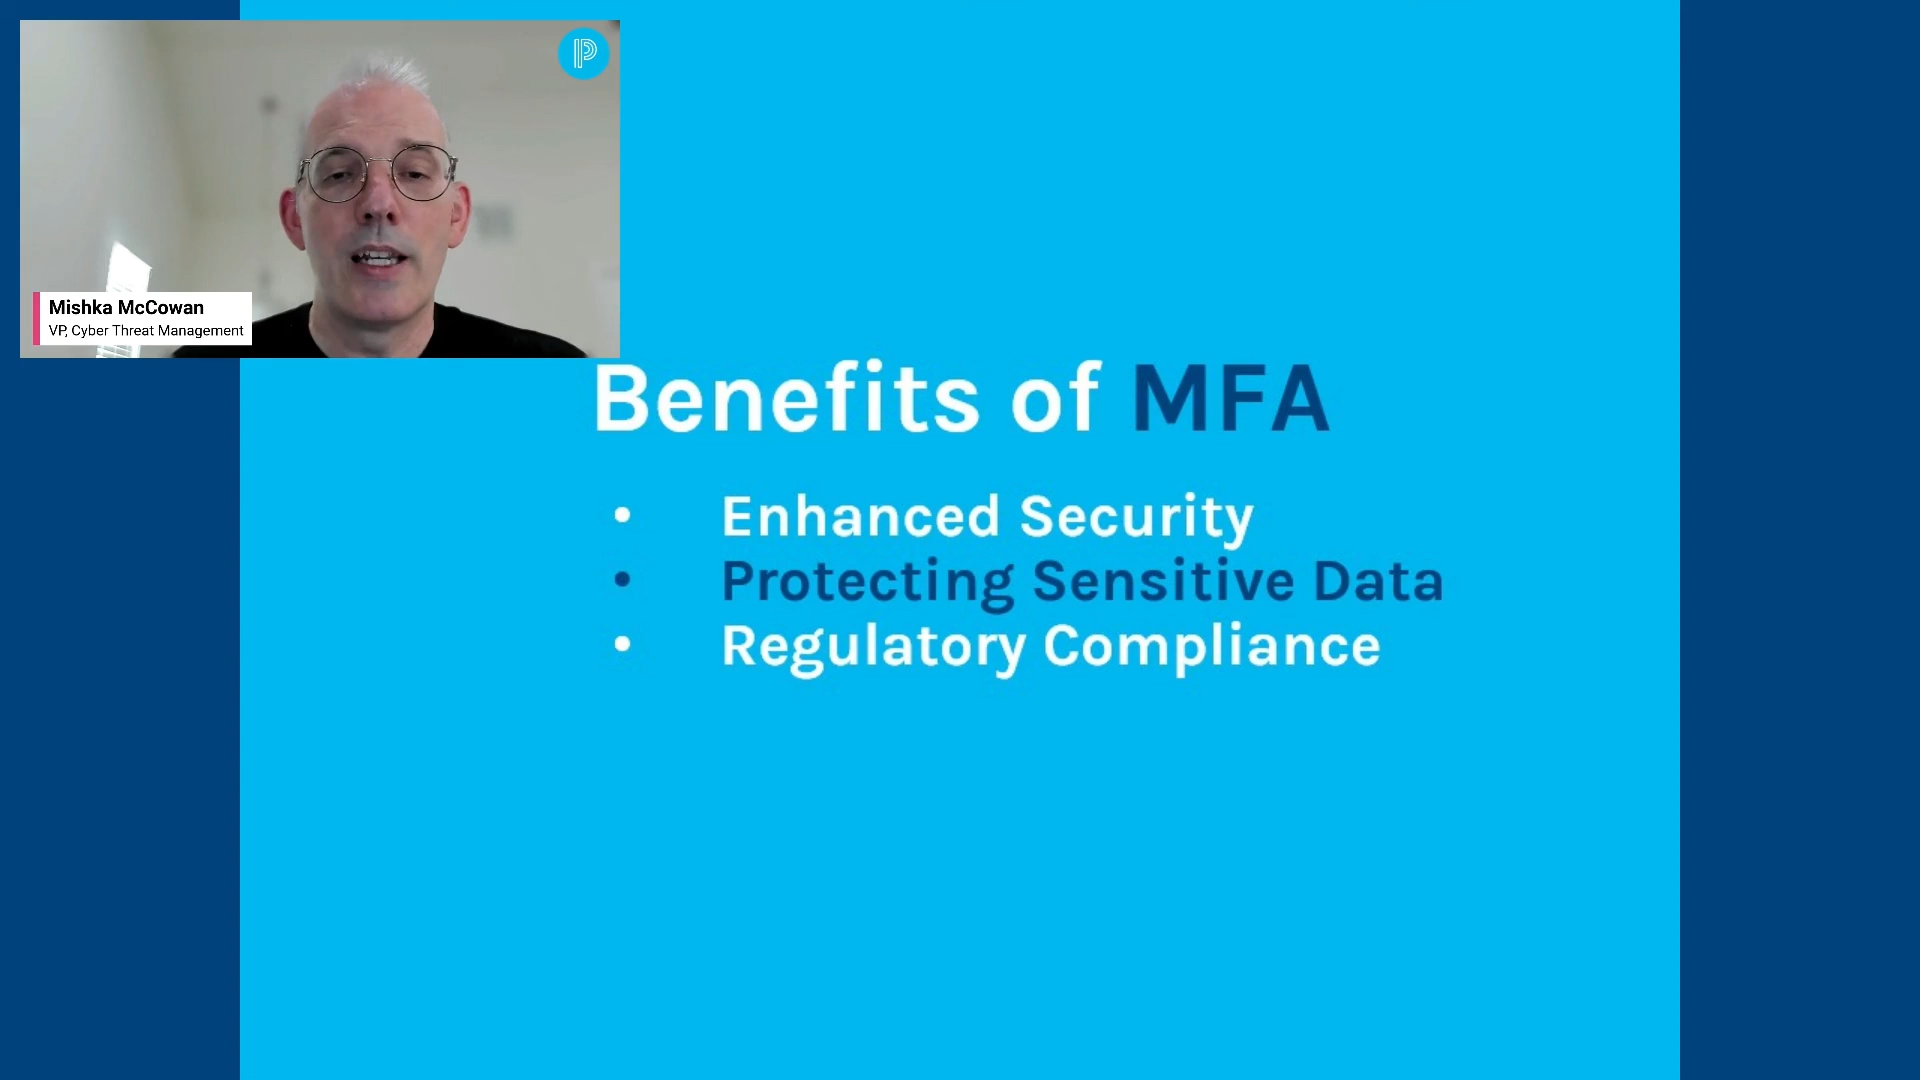 Mishka McCowan
VP, Cyber Threat Management
Benefits of MFA
• Enhanced Security
• Protecting Sensitive Data
• Regulatory Compliance